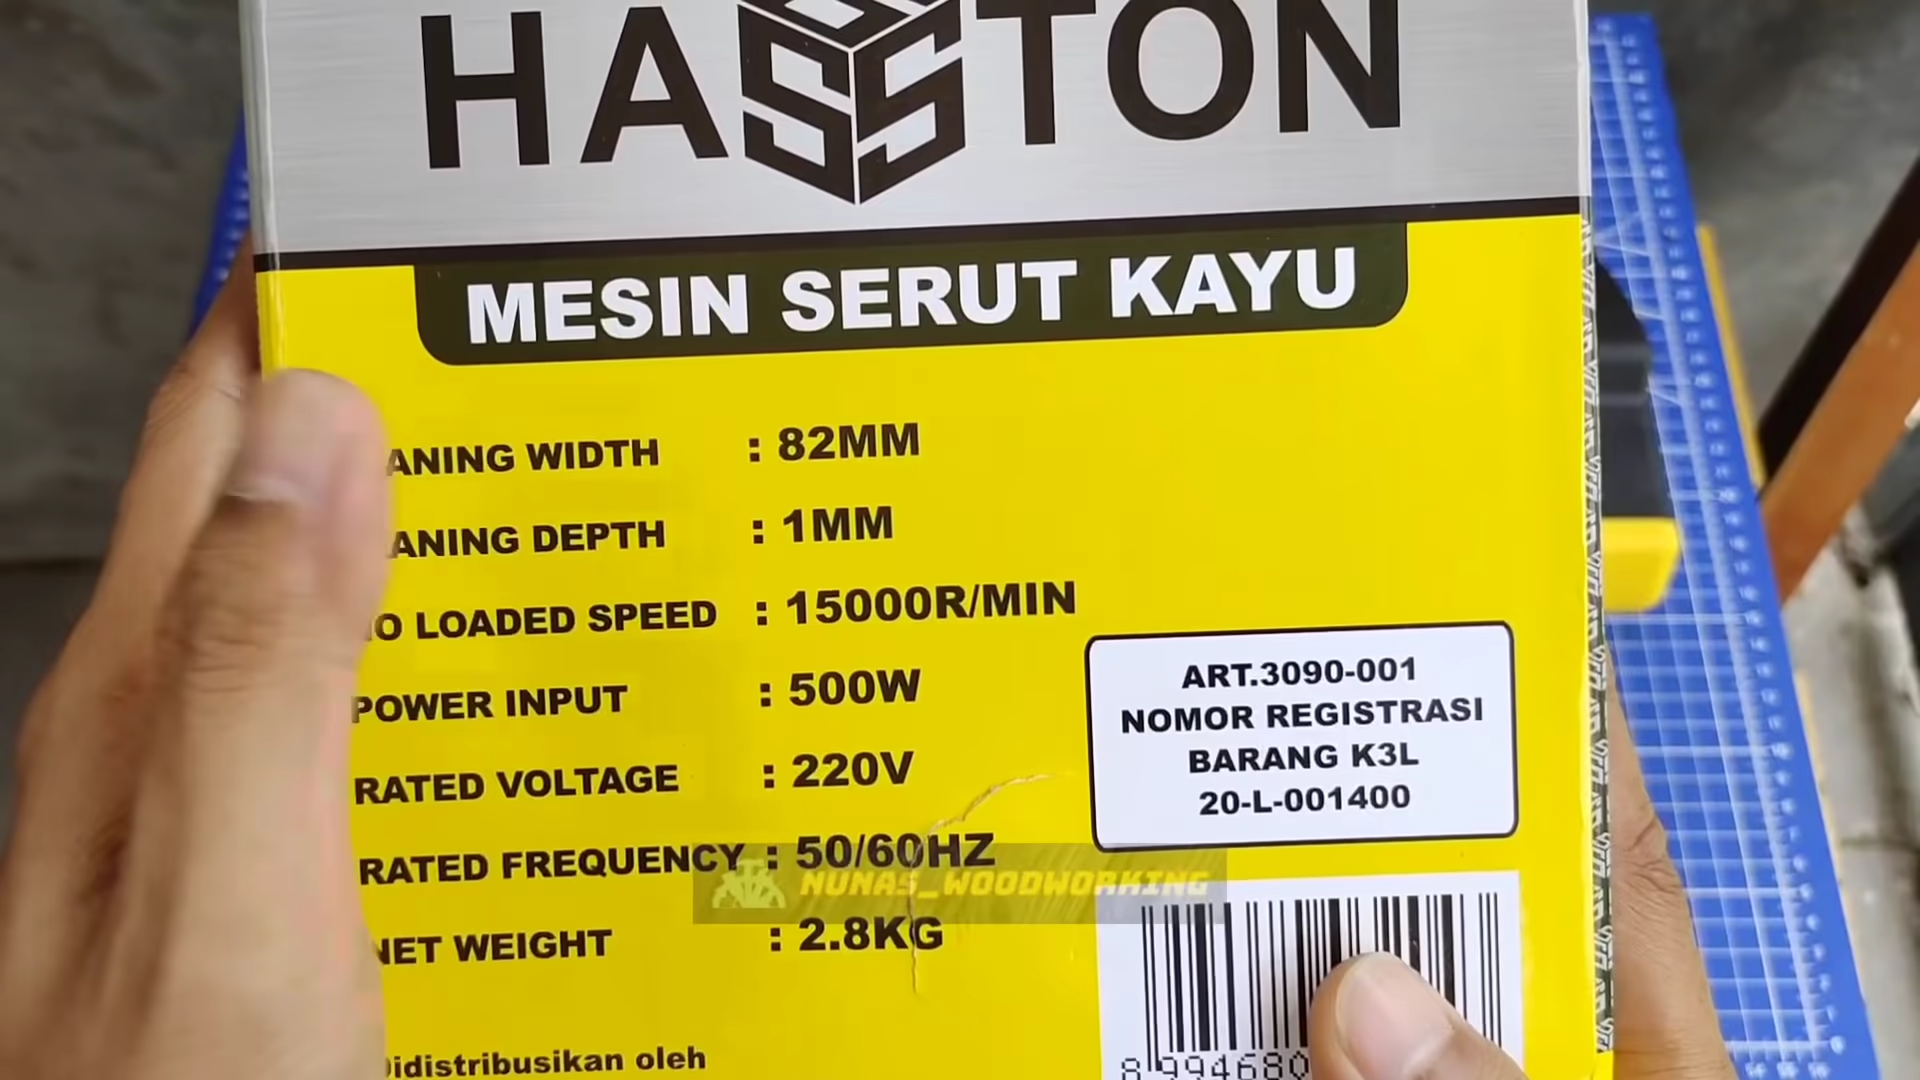 HASSTON
MESIN SERUT KAYU
ANING WIDTH : 82MM
ANING DEPTH : 1MM
O LOADED SPEED : 15000R/MIN
POWER INPUT : 500W
RATED VOLTAGE : 220V
RATED FREQUENCY : 50/60HZ
NET WEIGHT : 2.8KG
Didistribusikan oleh
ART.3090-001
NOMOR REGISTRASI
BARANG K3L
20-L-001400
NUNAS_WOODWORKING
8 994680